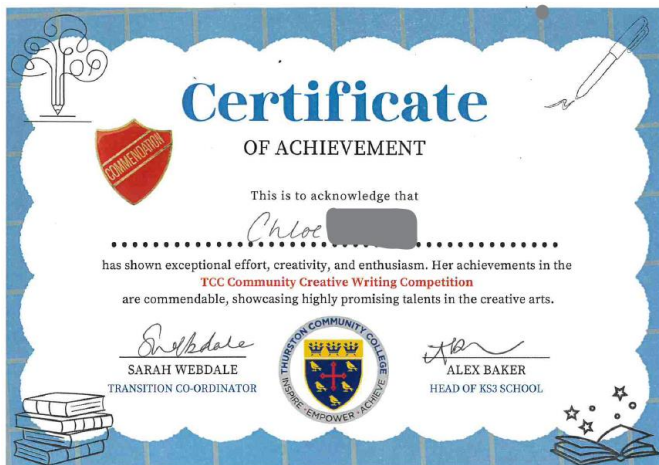 Certificate
OF ACHIEVEMENT
COMMENDATION
This is to acknowledge that
Chloe
has shown exceptional effort, creativity, and enthusiasm. Her achievements in the
TCC Community Creative Writing Competition
are commendable, showcasing highly promising talents in the creative arts.
SWebdale
SARAH WEBDALE
TRANSITION CO-ORDINATOR
THURSTON COMMUNITY COLLEGE
INSPIRE · EMPOWER · ACHIEVE
ALEX BAKER
HEAD OF KS3 SCHOOL